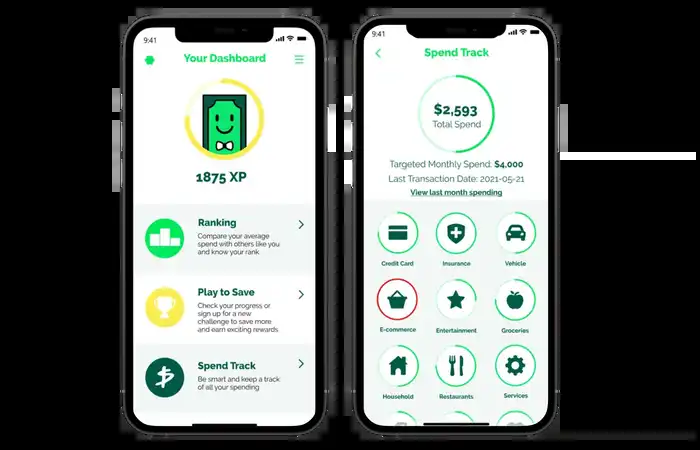 9:41
Your Dashboard
1875 XP
Ranking
Compare your average
spend with others like you
and know your rank
Play to Save
Check your progress or
sign up for a new
challenge to save more
and earn exciting rewards
Spend Track
Be smart and keep a track
of all your spending
9:41
Spend Track
$2,593
Total Spend
Targeted Monthly Spend: $4,000
Last Transaction Date: 2021-05-21
View last month spending
Credit Card
Insurance
Vehicle
E-commerce
Entertainment
Groceries
Household
Restaurants
Services